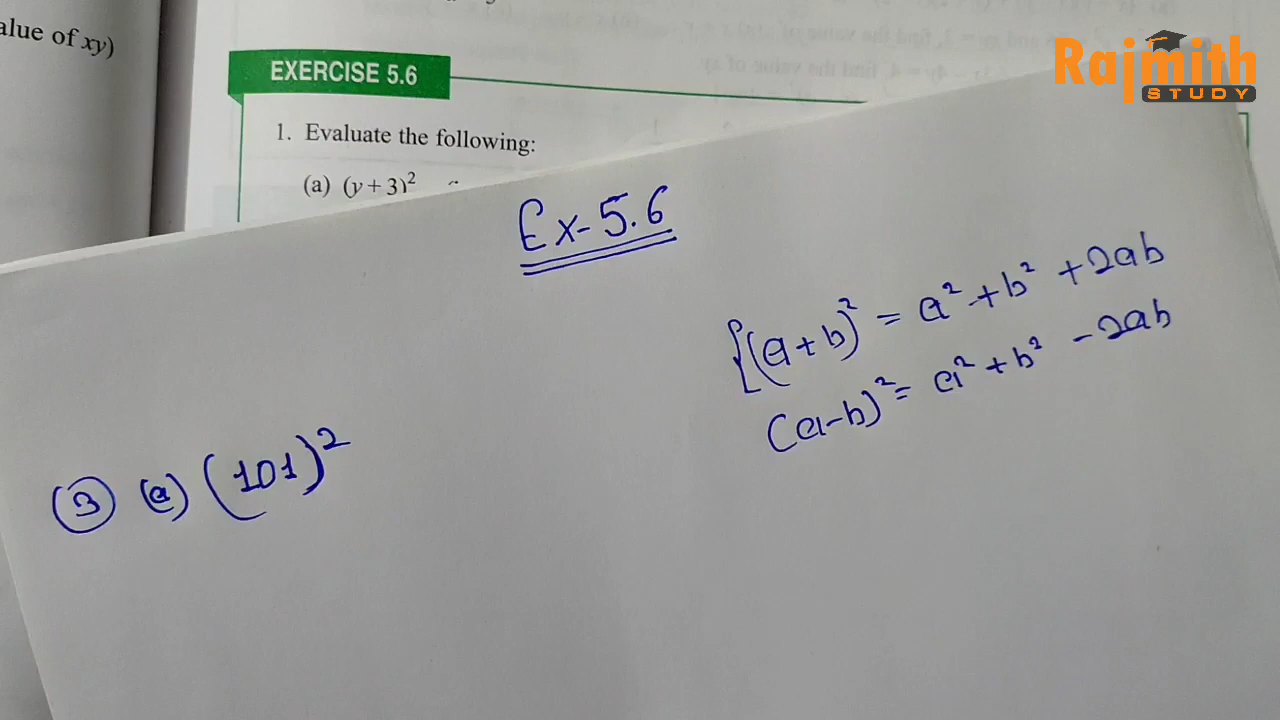 alue of xy)
EXERCISE 5.6
1. Evaluate the following:
(a) (y+3)²
Rajmith
STUDY
Ex-5.6
(a+b)² = a² + b² + 2ab
(a-b)² = a² + b² - 2ab
3 (a) (101)²